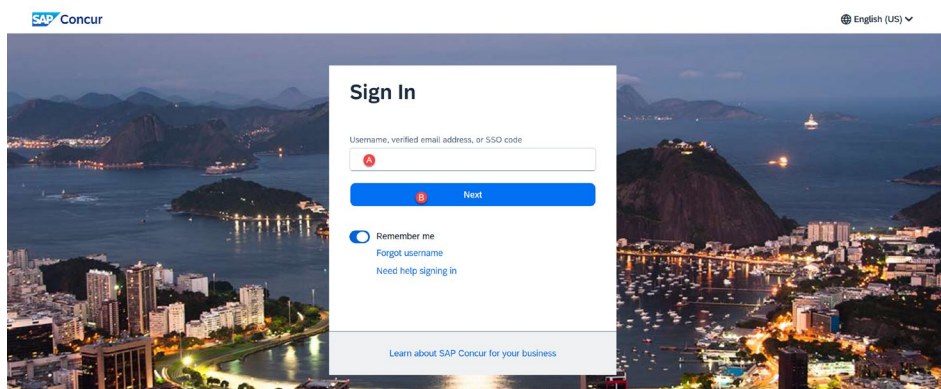 SAP Concur
English (US)
Sign In
Username, verified email address, or SSO code
A
B Next
Remember me
Forgot username
Need help signing in
Learn about SAP Concur for your business